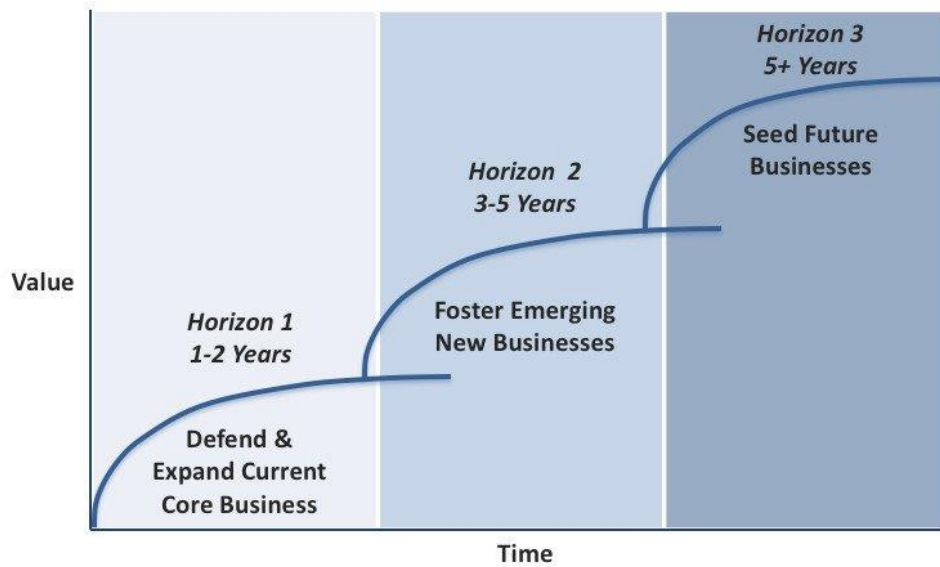 Horizon 3
5+ Years
Seed Future
Businesses
Horizon 2
3-5 Years
Foster Emerging
New Businesses
Value
Horizon 1
1-2 Years
Defend &
Expand Current
Core Business
Time